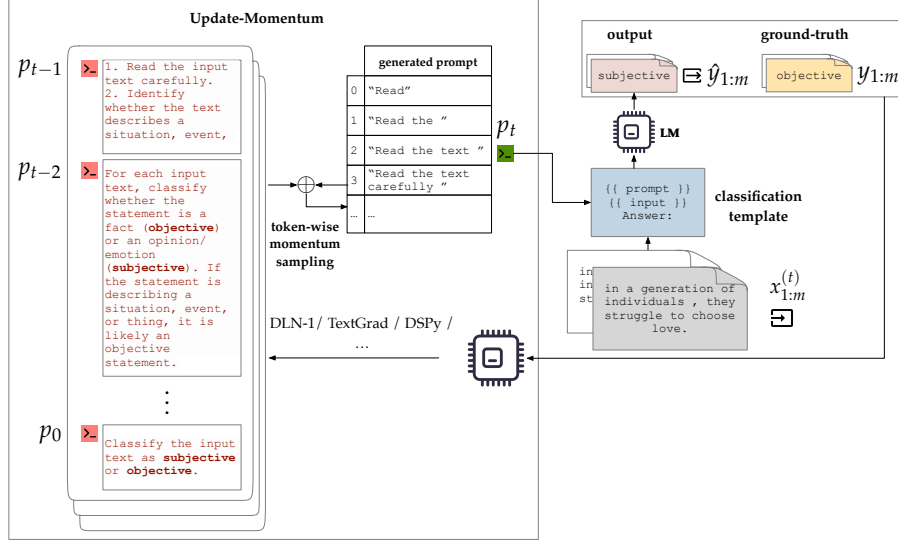 Update-Momentum
p_{t−1}
1. Read the input
text carefully.
2. Identify
whether the text
describes a
situation, event,
p_{t−2}
For each input
text, classify
whether the
statement is a
fact (objective)
or an opinion/
emotion
(subjective). If
the statement is
describing a
situation, event,
or thing, it is
likely an
objective
statement.
⋮
p_0
Classify the input
text as subjective
or objective.
generated prompt
0 “Read”
1 “Read the ”
2 “Read the text ”
3 “Read the text
carefully ”
… …
token-wise
momentum
sampling
p_t
DLN-1/ TextGrad / DSPy /
…
output
ground-truth
subjective
ŷ_{1:m}
objective
y_{1:m}
LM
{{ prompt }}
{{ input }}
Answer:
classification
template
in
in
st
in a generation of
individuals , they
struggle to choose
love.
x_{1:m}^{(t)}